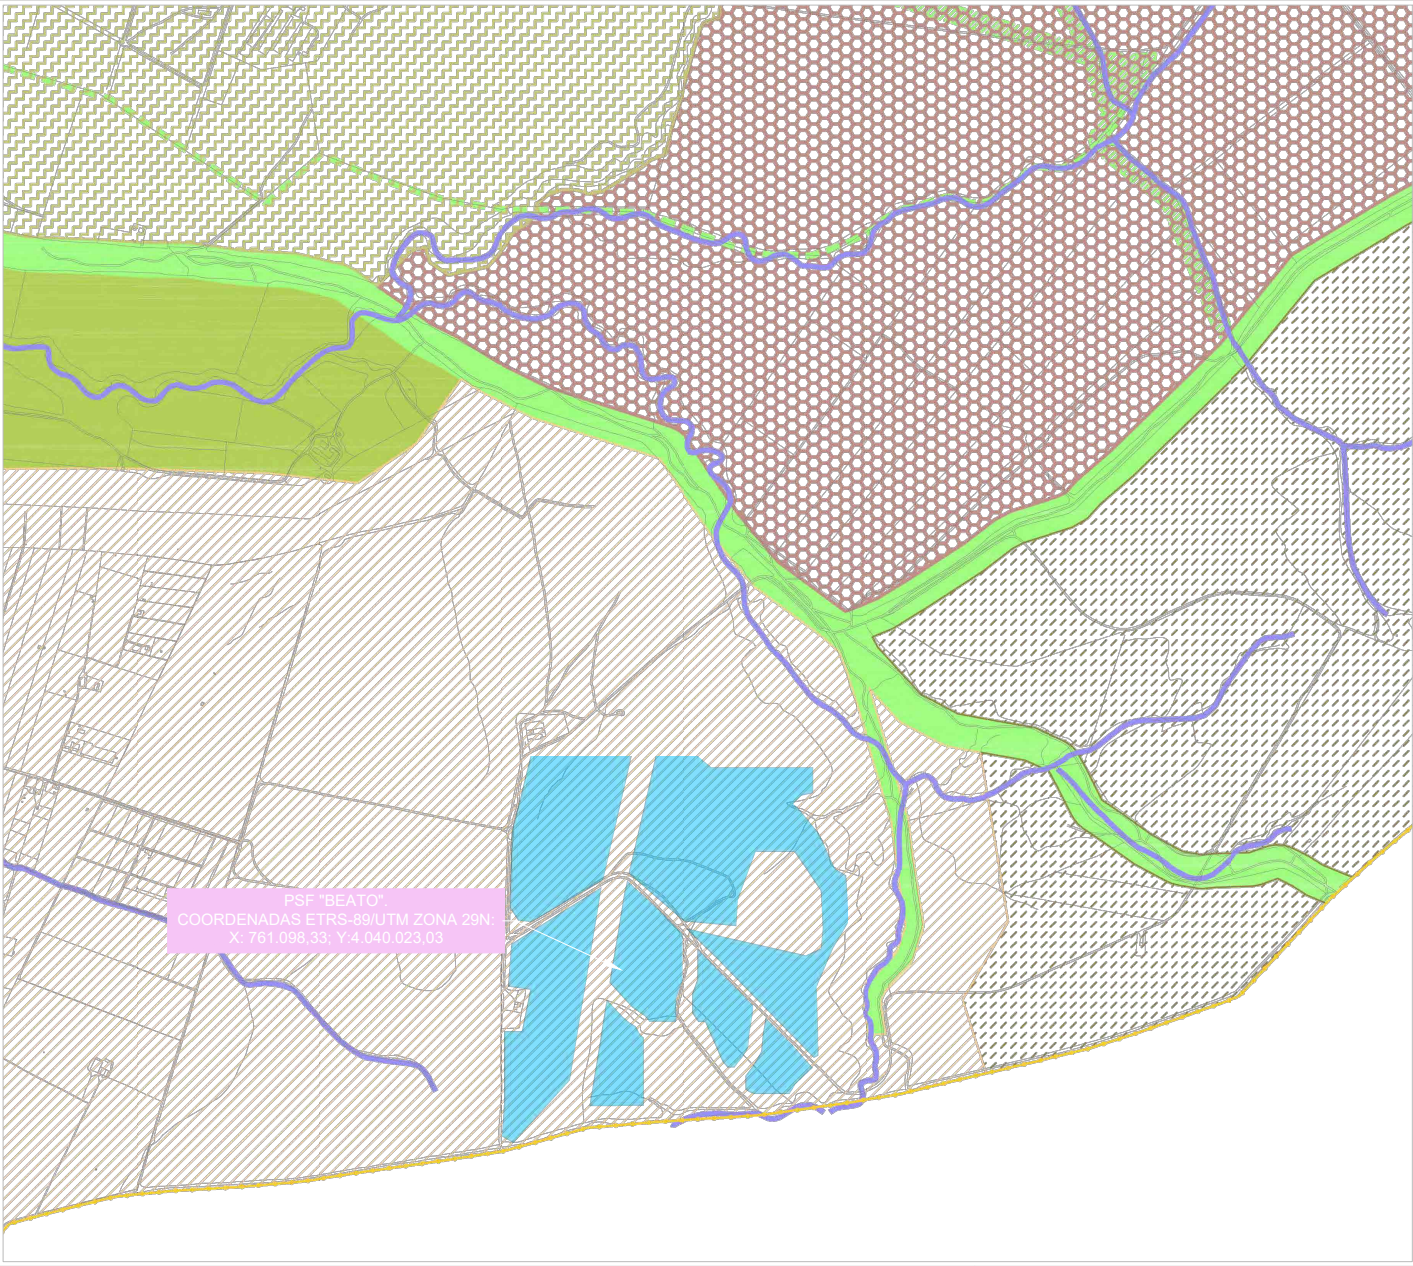 PSF "BEATO".
COORDENADAS ETRS-89/UTM ZONA 29N:
X: 761.098,33; Y:4.040.023,03